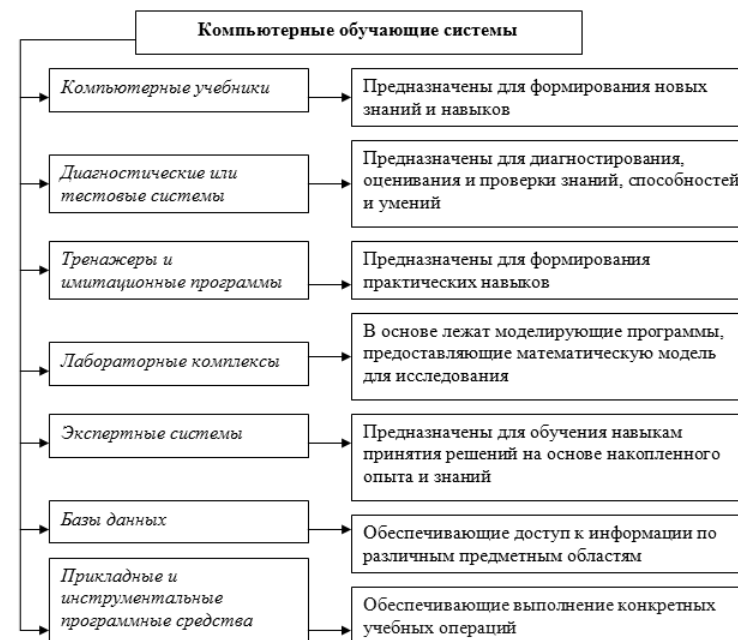 Компьютерные обучающие системы
Компьютерные учебники
Предназначены для формирования новых
знаний и навыков
Диагностические или
тестовые системы
Предназначены для диагностирования,
оценивания и проверки знаний, способностей
и умений
Тренажеры и
имитационные программы
Предназначены для формирования
практических навыков
Лабораторные комплексы
В основе лежат моделирующие программы,
предоставляющие математическую модель
для исследования
Экспертные системы
Предназначены для обучения навыкам
принятия решений на основе накопленного
опыта и знаний
Базы данных
Обеспечивающие доступ к информации по
различным предметным областям
Прикладные и
инструментальные
программные средства
Обеспечивающие выполнение конкретных
учебных операций